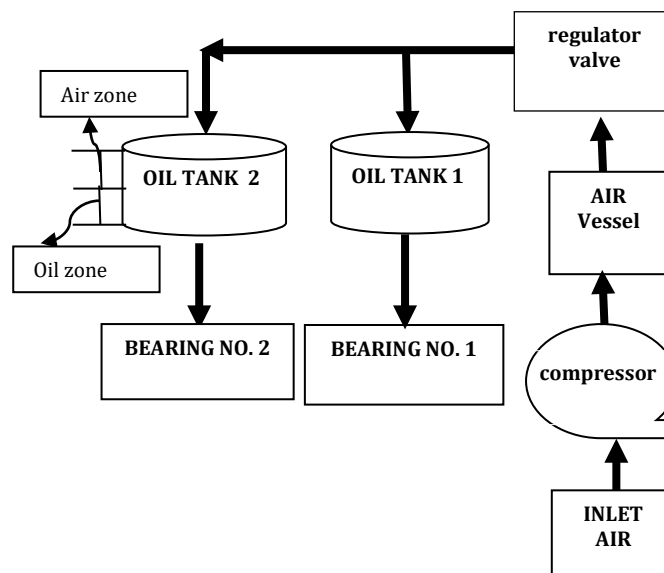 regulator
valve
Air zone
OIL TANK 2
OIL TANK 1
AIR
Vessel
Oil zone
BEARING NO. 2
BEARING NO. 1
compressor
INLET
AIR